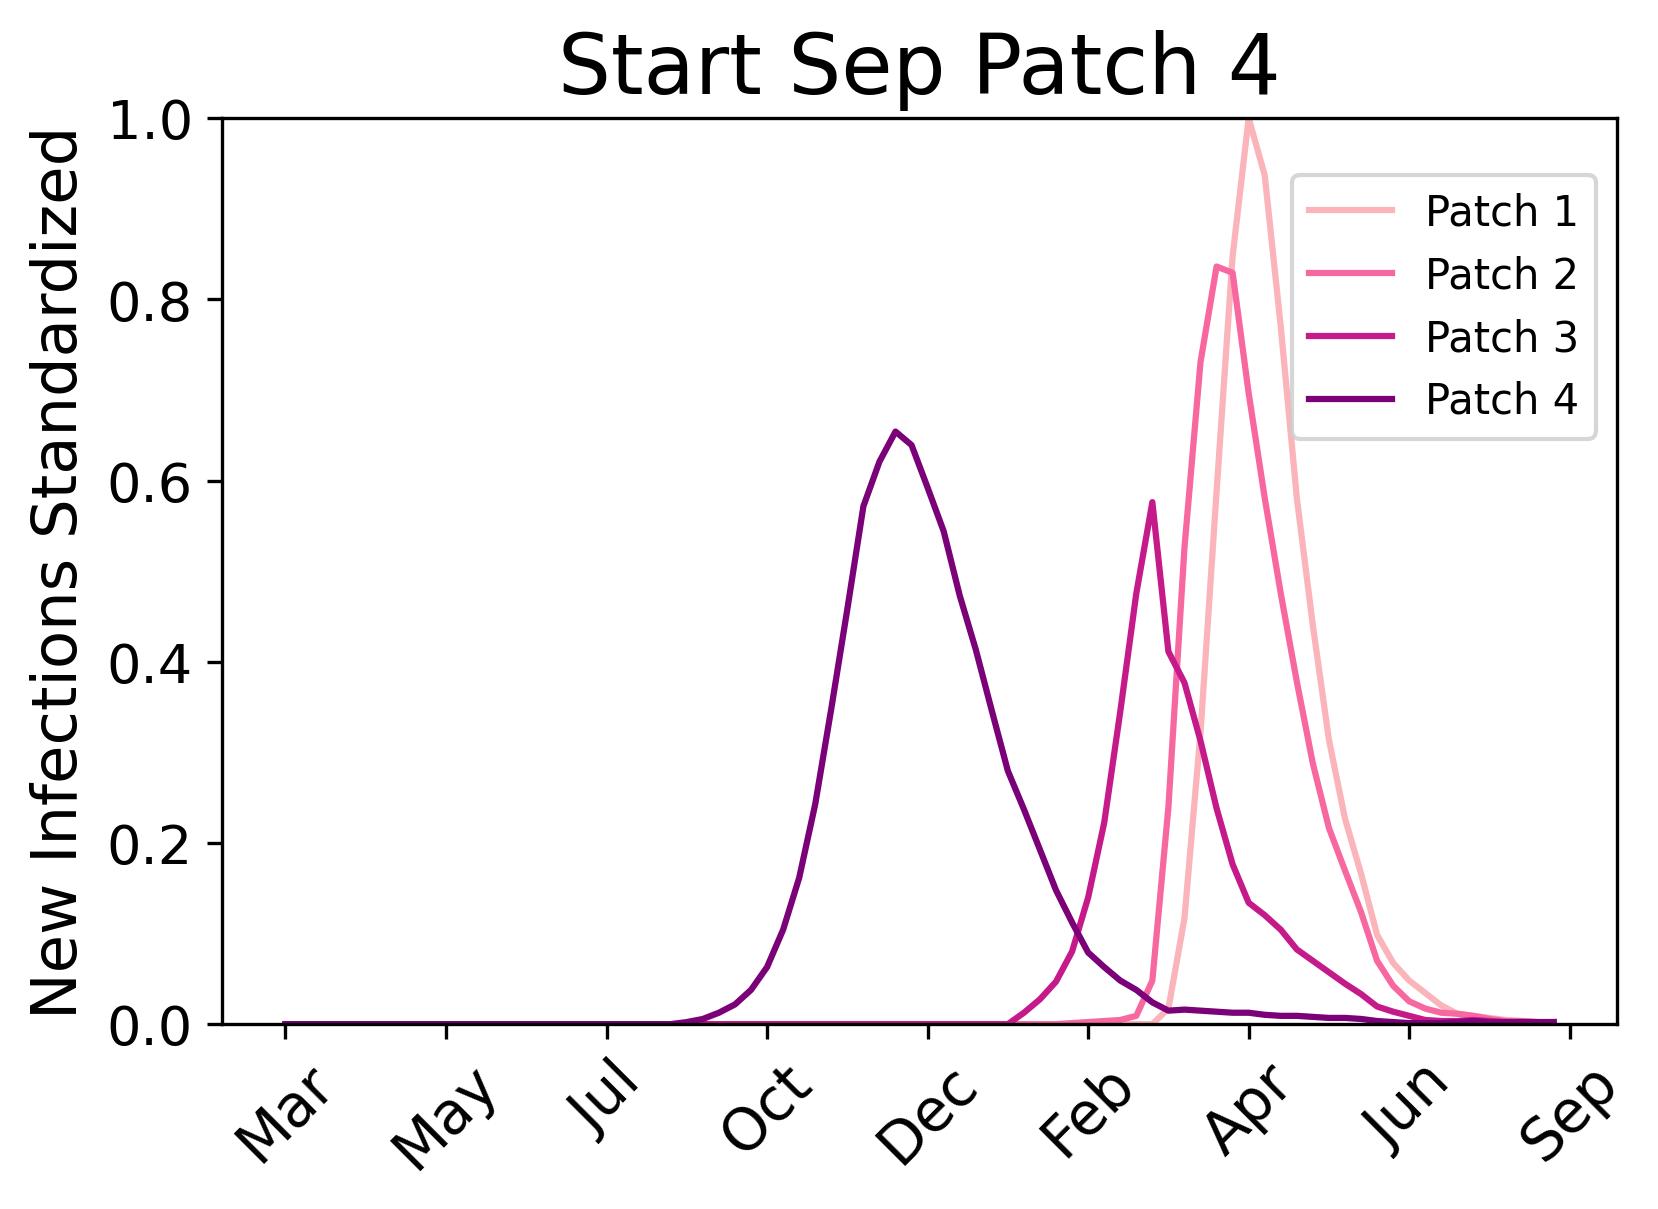 Start Sep Patch 4
New Infections Standardized
1.0
0.8
0.6
0.4
0.2
0.0
Patch 1
Patch 2
Patch 3
Patch 4
Mar
May
Jul
Oct
Dec
Feb
Apr
Jun
Sep